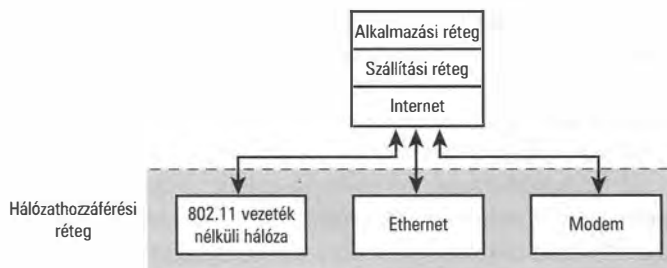 Alkalmazási réteg
Szállítási réteg
Internet
Hálózathozzáférési
réteg
802.11 vezeték
nélküli hálóza
Ethernet
Modem